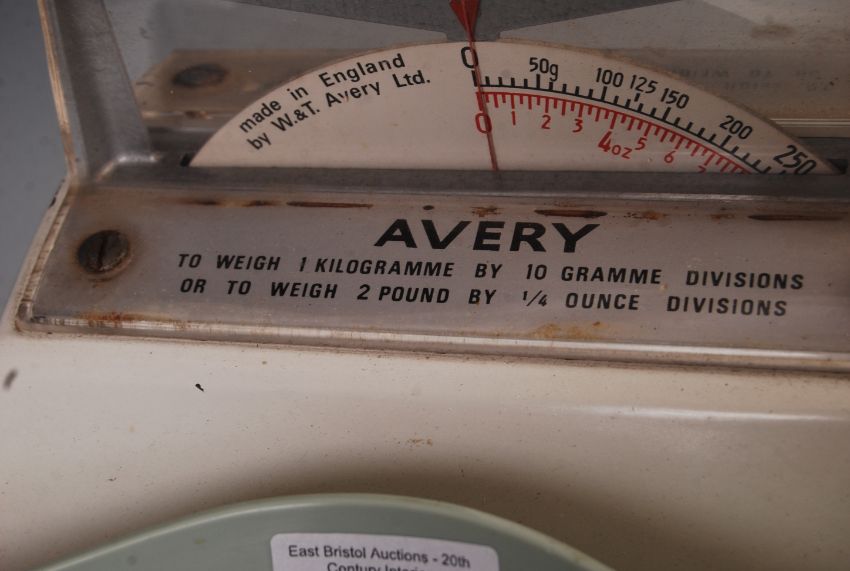 made in England
by W.&T. Avery Ltd.
0 50g 100 125 150 200 250
0 1 2 3 4oz 5 6
AVERY
TO WEIGH 1 KILOGRAMME BY 10 GRAMME DIVISIONS
OR TO WEIGH 2 POUND BY 1/4 OUNCE DIVISIONS
East Bristol Auctions - 20th
Century